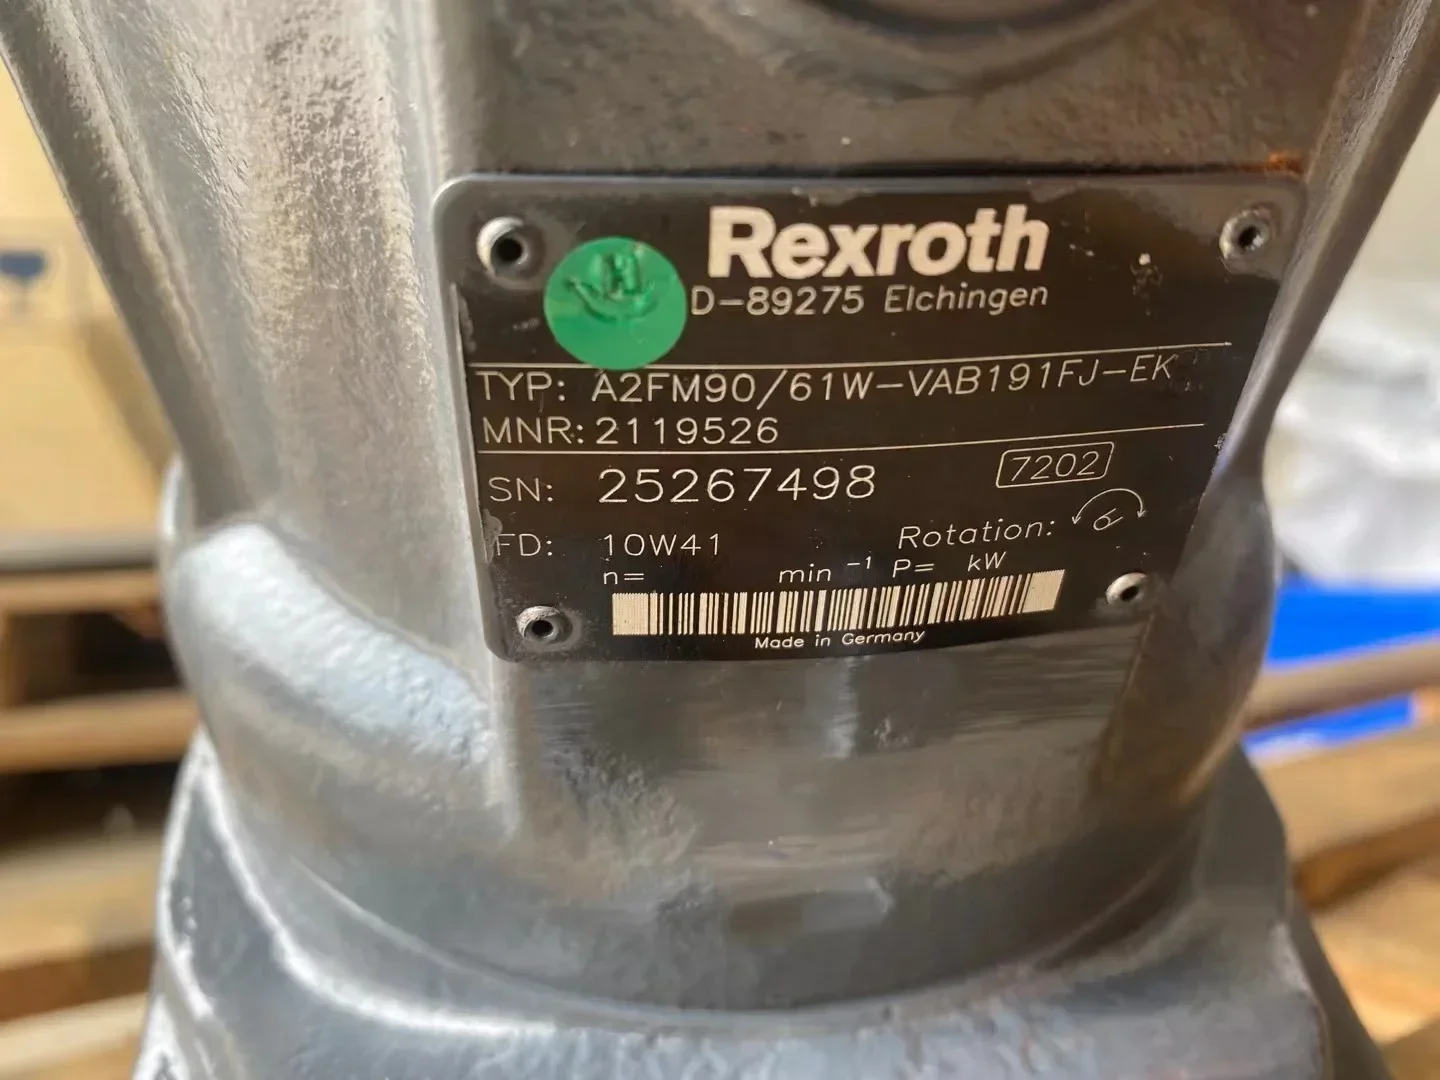 Rexroth
D-89275 Elchingen
H
TYP: A2FM90/61W-VAB191FJ-EK
MNR: 2119526
SN: 25267498 7202
FD: 10W41 Rotation:
n= min -1 P= kW
Made in Germany